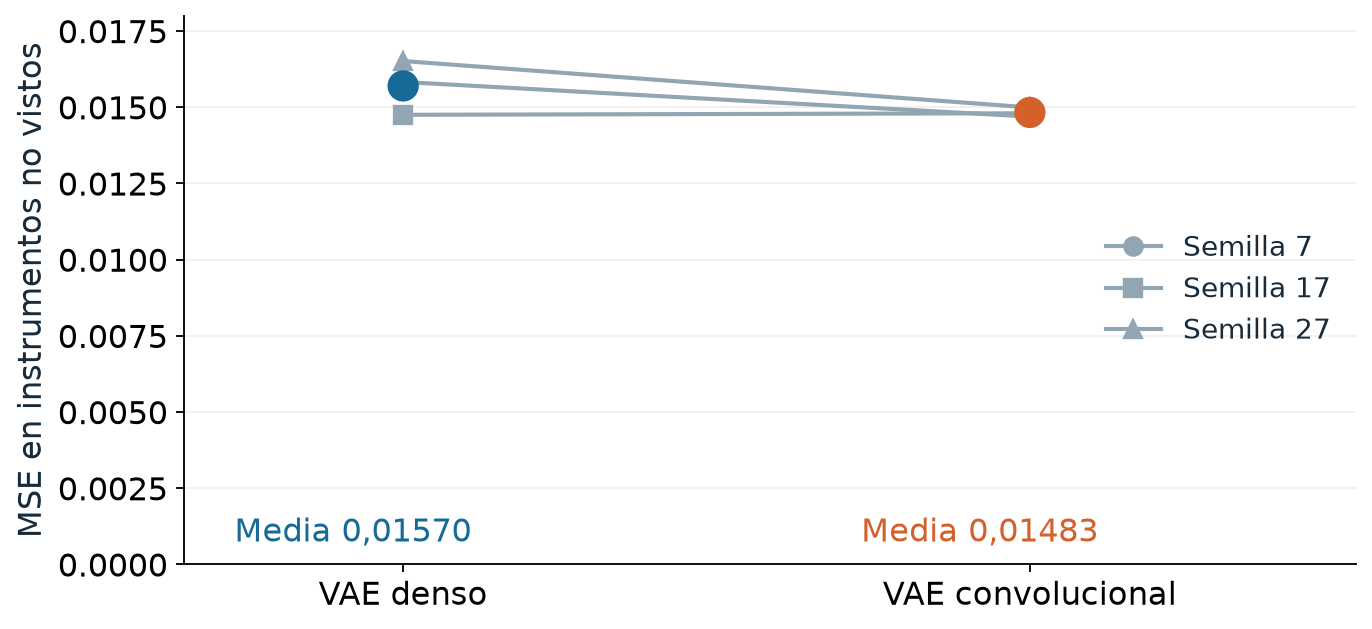 MSE en instrumentos no vistos
0.0175
0.0150
0.0125
0.0100
0.0075
0.0050
0.0025
0.0000
Semilla 7
Semilla 17
Semilla 27
Media 0,01570
Media 0,01483
VAE denso
VAE convolucional